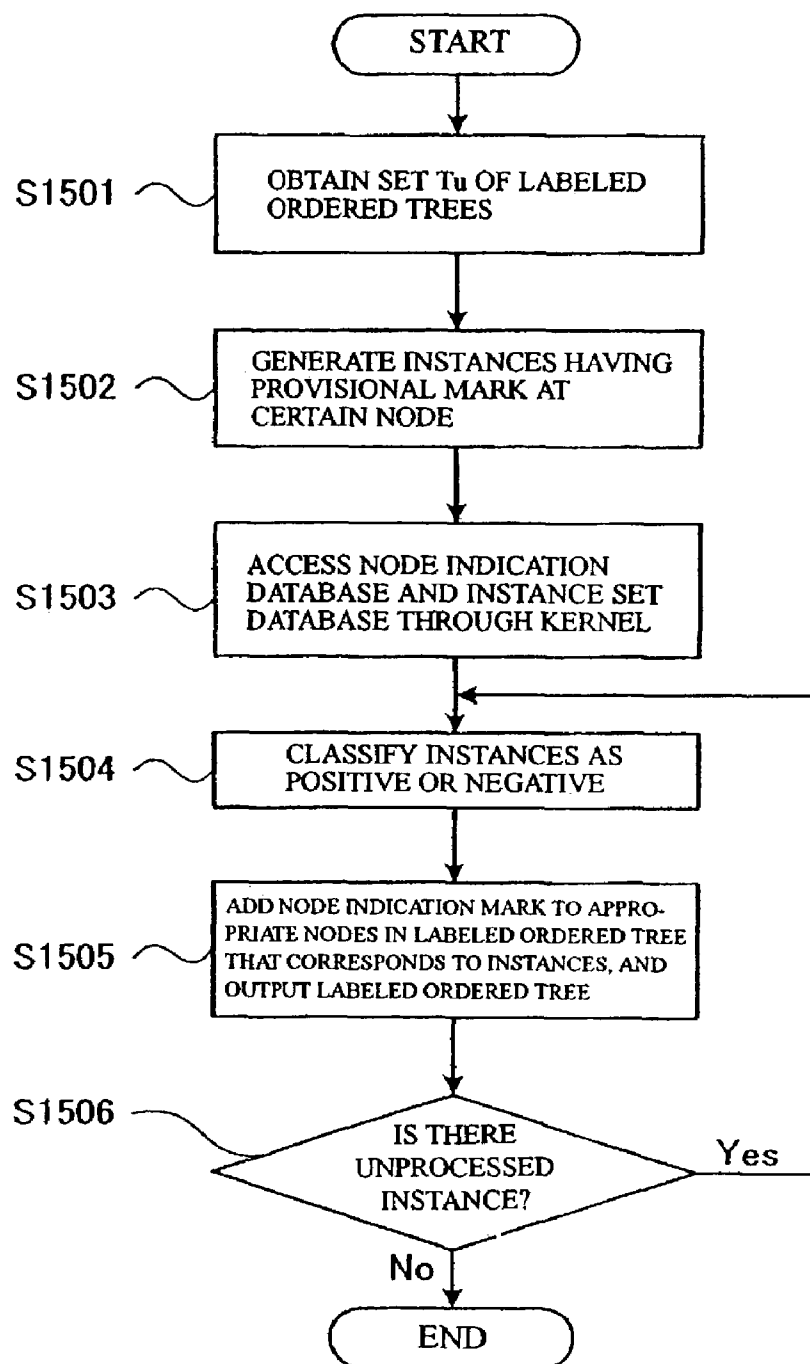 START
S1501
OBTAIN SET Tu OF LABELED
ORDERED TREES
S1502
GENERATE INSTANCES HAVING
PROVISIONAL MARK AT
CERTAIN NODE
S1503
ACCESS NODE INDICATION
DATABASE AND INSTANCE SET
DATABASE THROUGH KERNEL
S1504
CLASSIFY INSTANCES AS
POSITIVE OR NEGATIVE
S1505
ADD NODE INDICATION MARK TO APPRO-
PRIATE NODES IN LABELED ORDERED TREE
THAT CORRESPONDS TO INSTANCES, AND
OUTPUT LABELED ORDERED TREE
S1506
IS THERE
UNPROCESSED
INSTANCE?
Yes
No
END